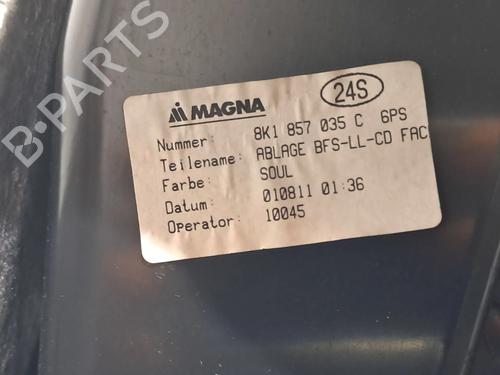 B-PARTS
24S
MAGNA
Nummer: 8K1 857 035 C 6PS
Teilename: ABLAGE BFS-LL-CD FAC
Farbe: SOUL
Datum: 010811 01:36
Operator: 10045